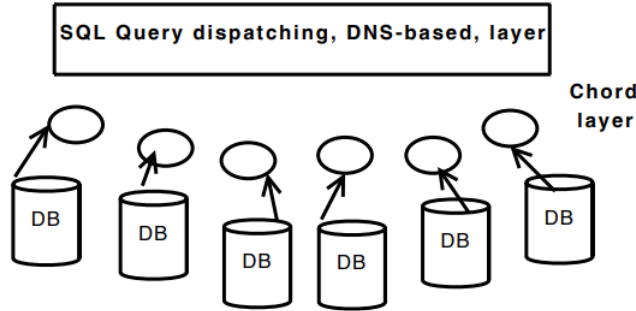 SQL Query dispatching, DNS-based, layer
Chord
layer
DB
DB
DB
DB
DB
DB